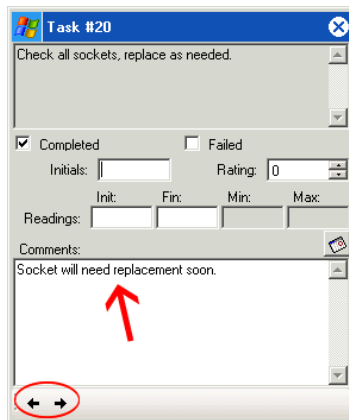 Task #20
Check all sockets, replace as needed.
Completed Failed
Initials: Rating: 0
Init: Fin: Min: Max:
Readings:
Comments:
Socket will need replacement soon.